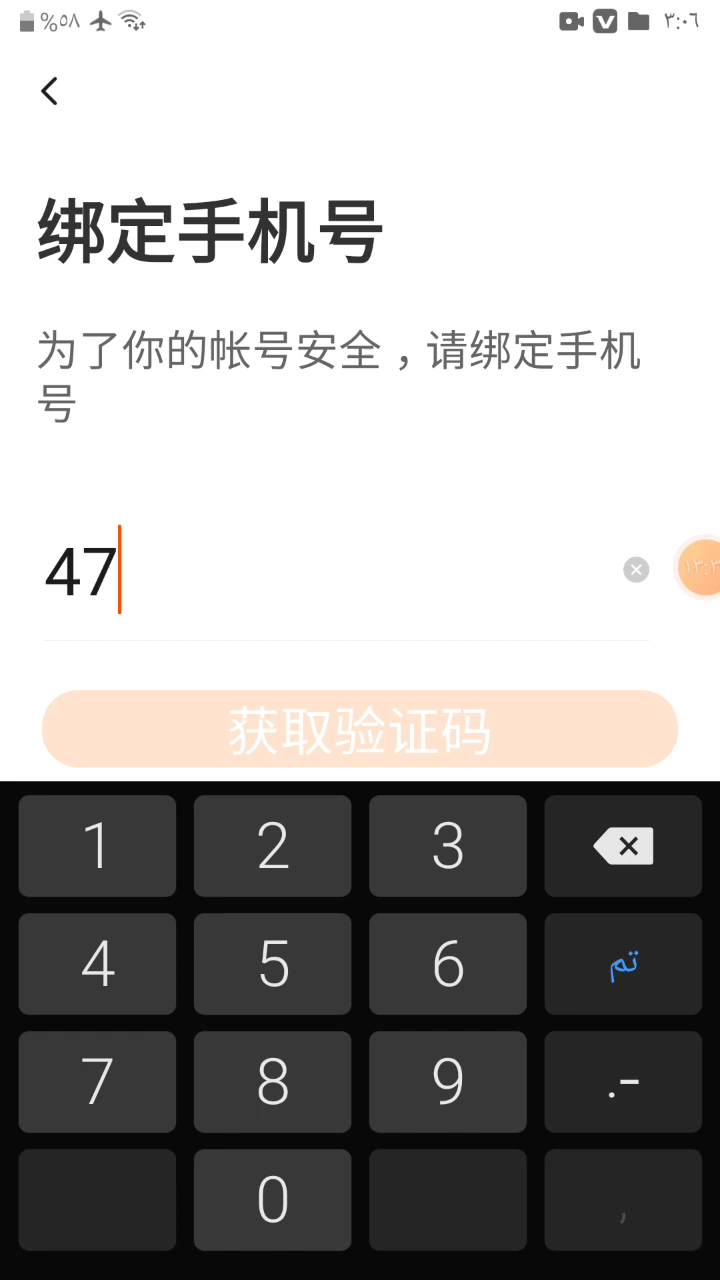 %٥٨ ٣:٠٦
绑定手机号
为了你的帐号安全，请绑定手机
号
47
获取验证码
1 2 3
4 5 6 تم
7 8 9 .-
0 ,